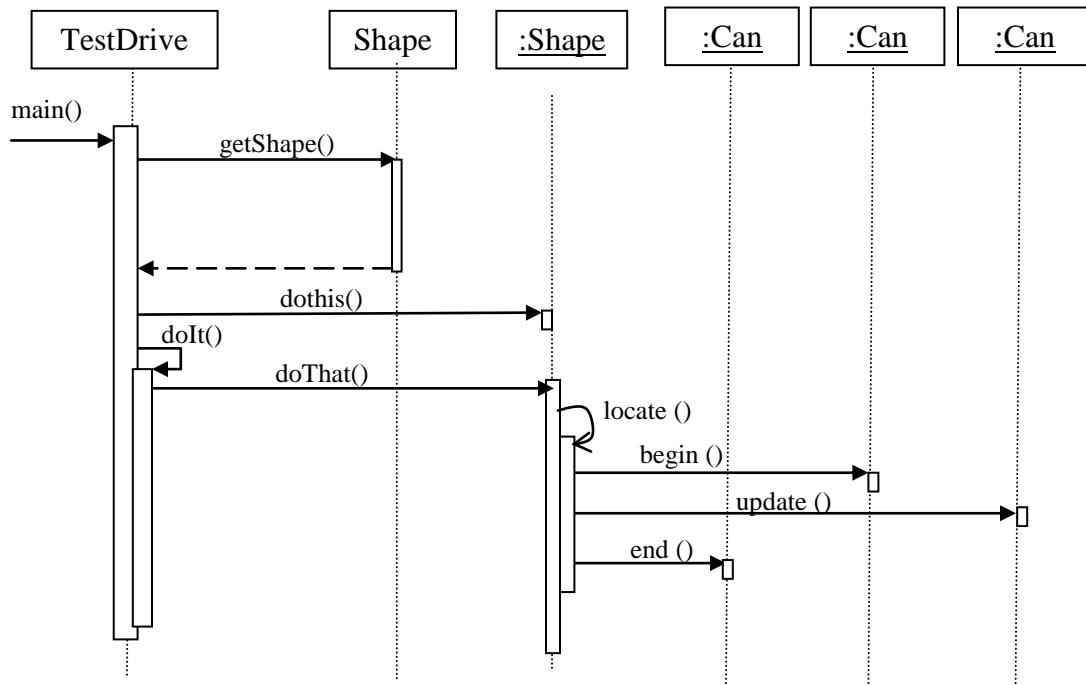 TestDrive
Shape
:Shape
:Can
:Can
:Can
main()
getShape()
dothis()
doIt()
doThat()
locate ()
begin ()
update ()
end ()